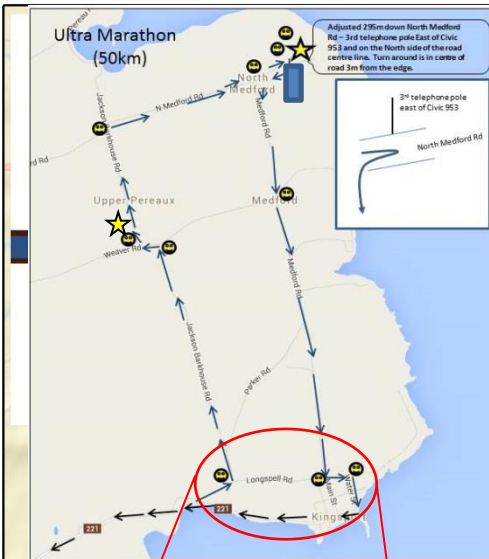 Ultra Marathon
(50km)
Adjusted 295m down North Medford
Rd – 3rd telephone pole East of Civic
953 and on the North side of the road
centre line. Turn around is in centre of
road 3m from the edge.
3rd telephone pole
east of Civic 953
North Medford Rd
North
Medford
N Medford Rd
Medford Rd
Jackson Barkhouse Rd
Upper Pereaux
Medford
Weaver Rd
Medford Rd
Jackson Barkhouse Rd
Parker Rd
Longspell Rd
Main St
Water St
221
221
Kings